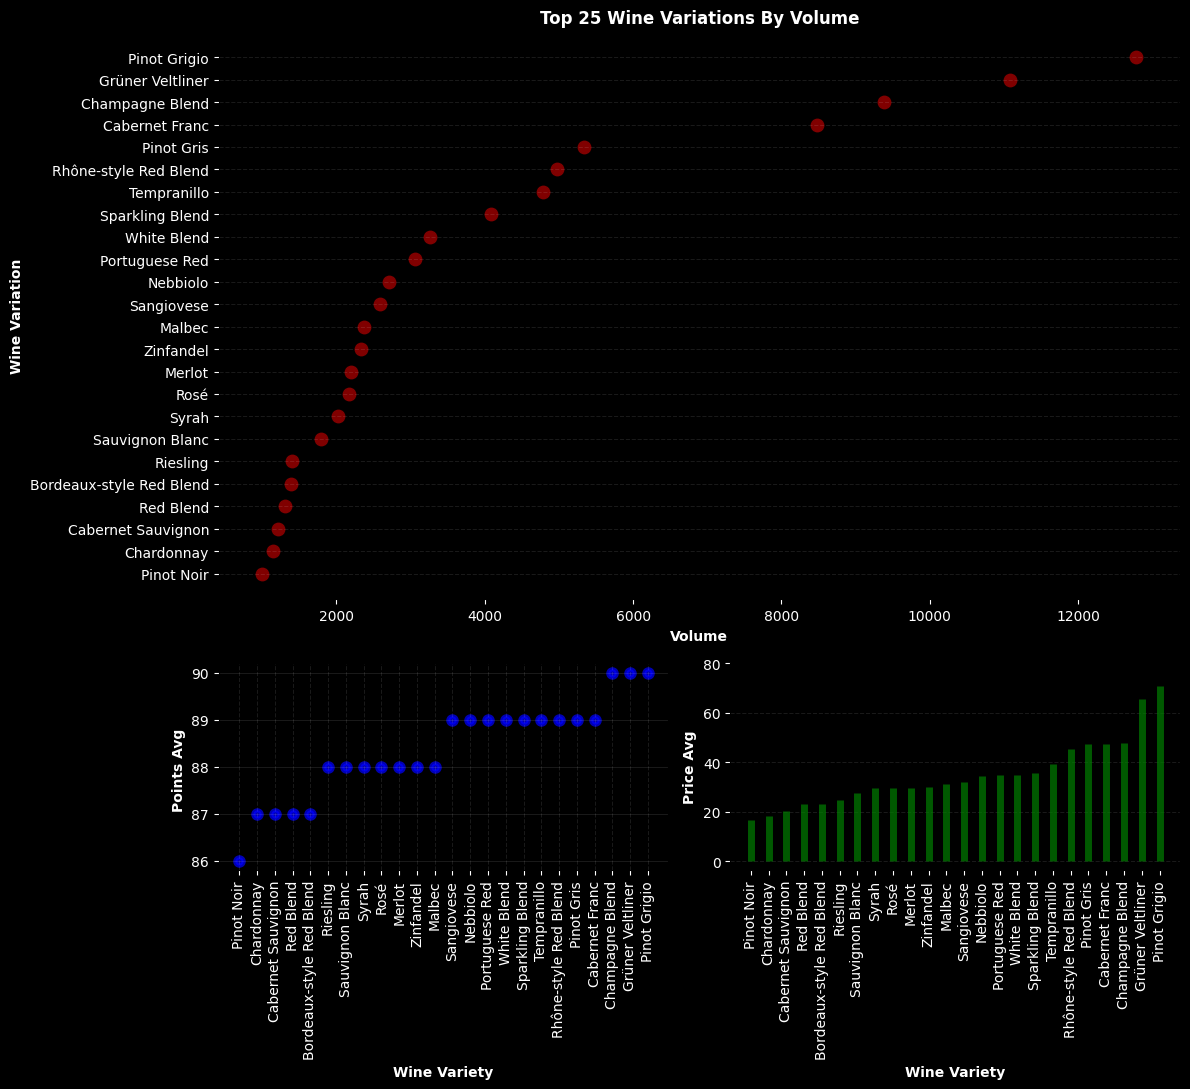 Top 25 Wine Variations By Volume
Wine Variation
Pinot Grigio
Grüner Veltliner
Champagne Blend
Cabernet Franc
Pinot Gris
Rhône-style Red Blend
Tempranillo
Sparkling Blend
White Blend
Portuguese Red
Nebbiolo
Sangiovese
Malbec
Zinfandel
Merlot
Rosé
Syrah
Sauvignon Blanc
Riesling
Bordeaux-style Red Blend
Red Blend
Cabernet Sauvignon
Chardonnay
Pinot Noir
2000 4000 6000 8000 10000 12000
Volume
Points Avg
90
89
88
87
86
Pinot Noir
Chardonnay
Cabernet Sauvignon
Red Blend
Bordeaux-style Red Blend
Riesling
Sauvignon Blanc
Syrah
Rosé
Merlot
Zinfandel
Malbec
Sangiovese
Nebbiolo
Portuguese Red
White Blend
Sparkling Blend
Tempranillo
Rhône-style Red Blend
Pinot Gris
Cabernet Franc
Champagne Blend
Grüner Veltliner
Pinot Grigio
Wine Variety
Price Avg
80
60
40
20
0
Pinot Noir
Chardonnay
Cabernet Sauvignon
Red Blend
Bordeaux-style Red Blend
Riesling
Sauvignon Blanc
Syrah
Rosé
Merlot
Zinfandel
Malbec
Sangiovese
Nebbiolo
Portuguese Red
White Blend
Sparkling Blend
Tempranillo
Rhône-style Red Blend
Pinot Gris
Cabernet Franc
Champagne Blend
Grüner Veltliner
Pinot Grigio
Wine Variety